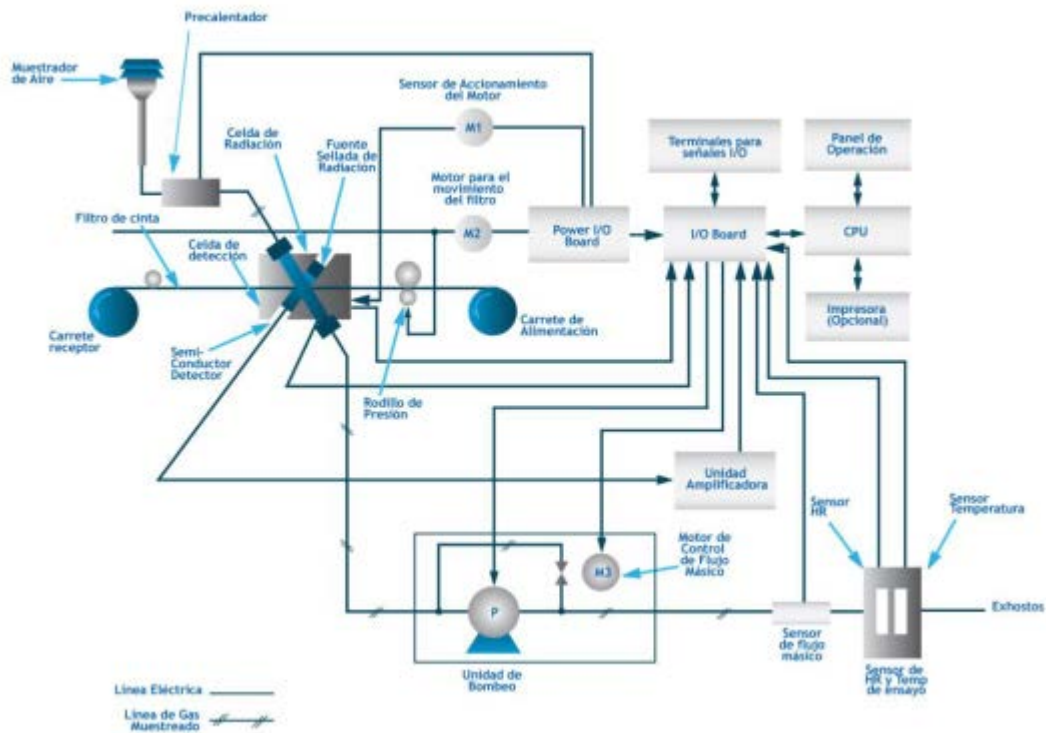 Precalentador
Muestrador
de Aire
Sensor de Accionamiento
del Motor
M1
Celda de
Radiación
Fuente
Sellada de
Radiación
Motor para el
movimiento
del filtro
M2
Terminales para
señales I/O
Panel de
Operación
Filtro de cinta
Celda de
detección
Power I/O
Board
I/O Board
CPU
Impresora
(Opcional)
Carrete
receptor
Semi-
Conductor
Detector
Rodillo de
Presión
Carrete de
Alimentación
Unidad
Amplificadora
Sensor
HR
Sensor
Temperatura
Motor de
Control
de Flujo
Másico
M3
P
Unidad de
Bombeo
Sensor
de flujo
másico
Exhostos
Sensor de
HR y Temp
de ensayo
Línea Eléctrica
Línea de Gas
Muestreado